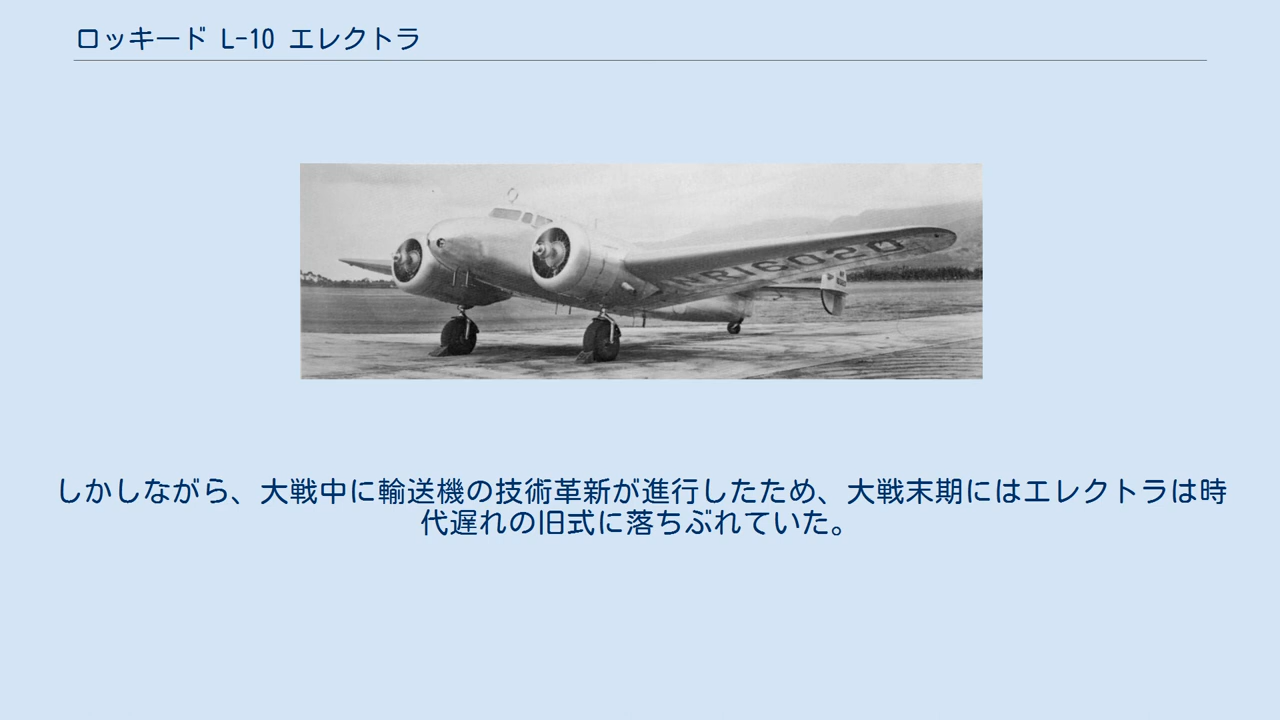 ロッキード L-10 エレクトラ
NR16020
しかしながら、大戦中に輸送機の技術革新が進行したため、大戦末期にはエレクトラは時
代遅れの旧式に落ちぶれていた。